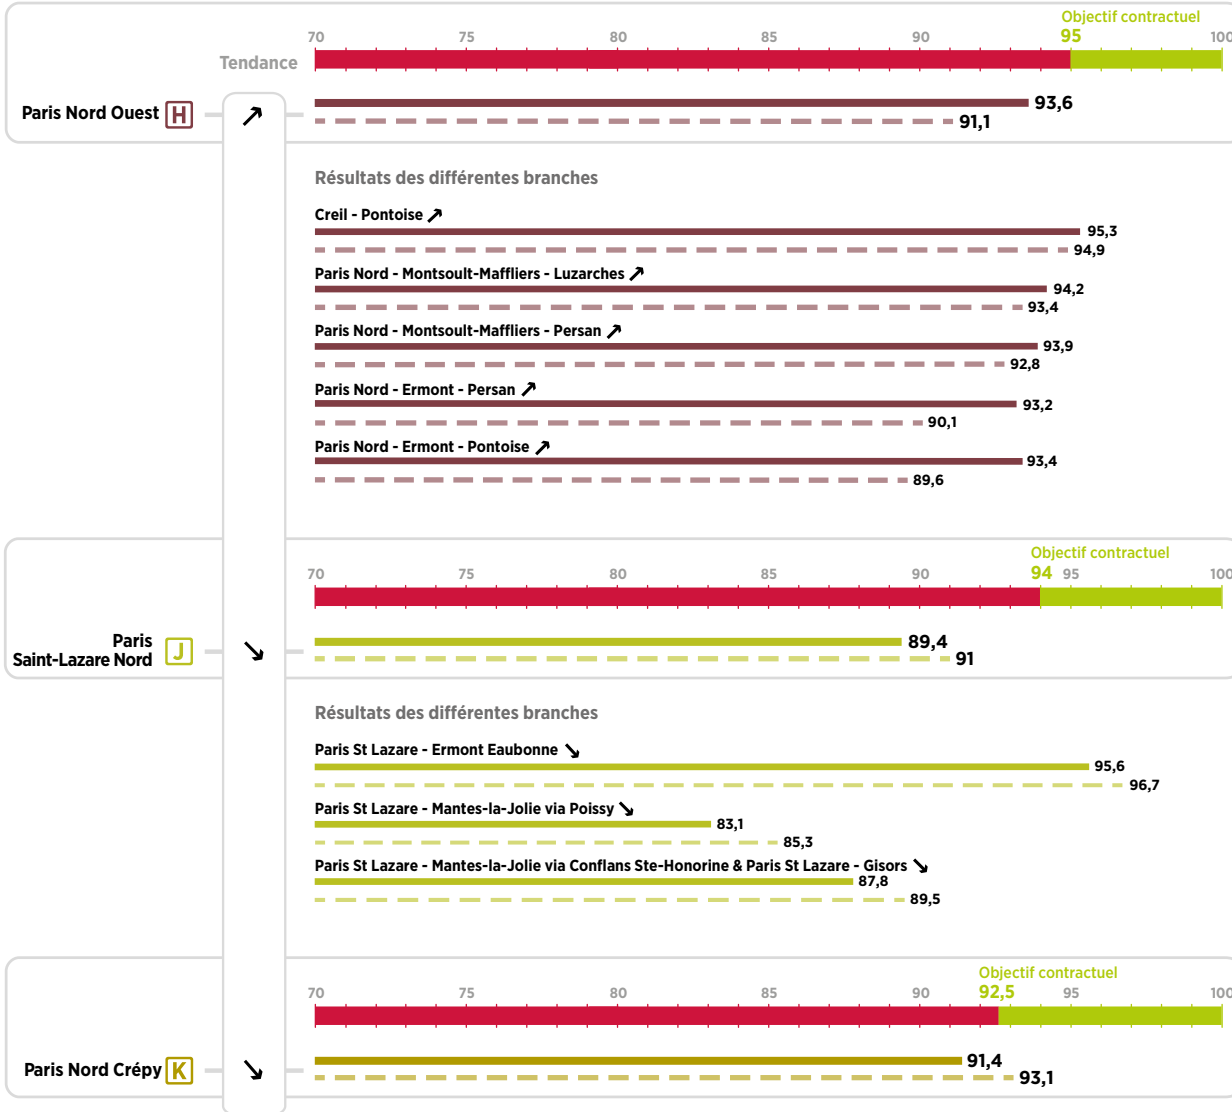 Objectif contractuel
70 75 80 85 90 95 100
Tendance
Paris Nord Ouest H
93,6
91,1
Résultats des différentes branches
Creil - Pontoise
95,3
94,9
Paris Nord - Montsoult-Maffliers - Luzarches
94,2
93,4
Paris Nord - Montsoult-Maffliers - Persan
93,9
92,8
Paris Nord - Ermont - Persan
93,2
90,1
Paris Nord - Ermont - Pontoise
93,4
89,6
Objectif contractuel
70 75 80 85 90 94 95 100
Paris
Saint-Lazare Nord J
89,4
91
Résultats des différentes branches
Paris St Lazare - Ermont Eaubonne
95,6
96,7
Paris St Lazare - Mantes-la-Jolie via Poissy
83,1
85,3
Paris St Lazare - Mantes-la-Jolie via Conflans Ste-Honorine & Paris St Lazare - Gisors
87,8
89,5
Objectif contractuel
70 75 80 85 90 92,5 95 100
Paris Nord Crépy K
91,4
93,1